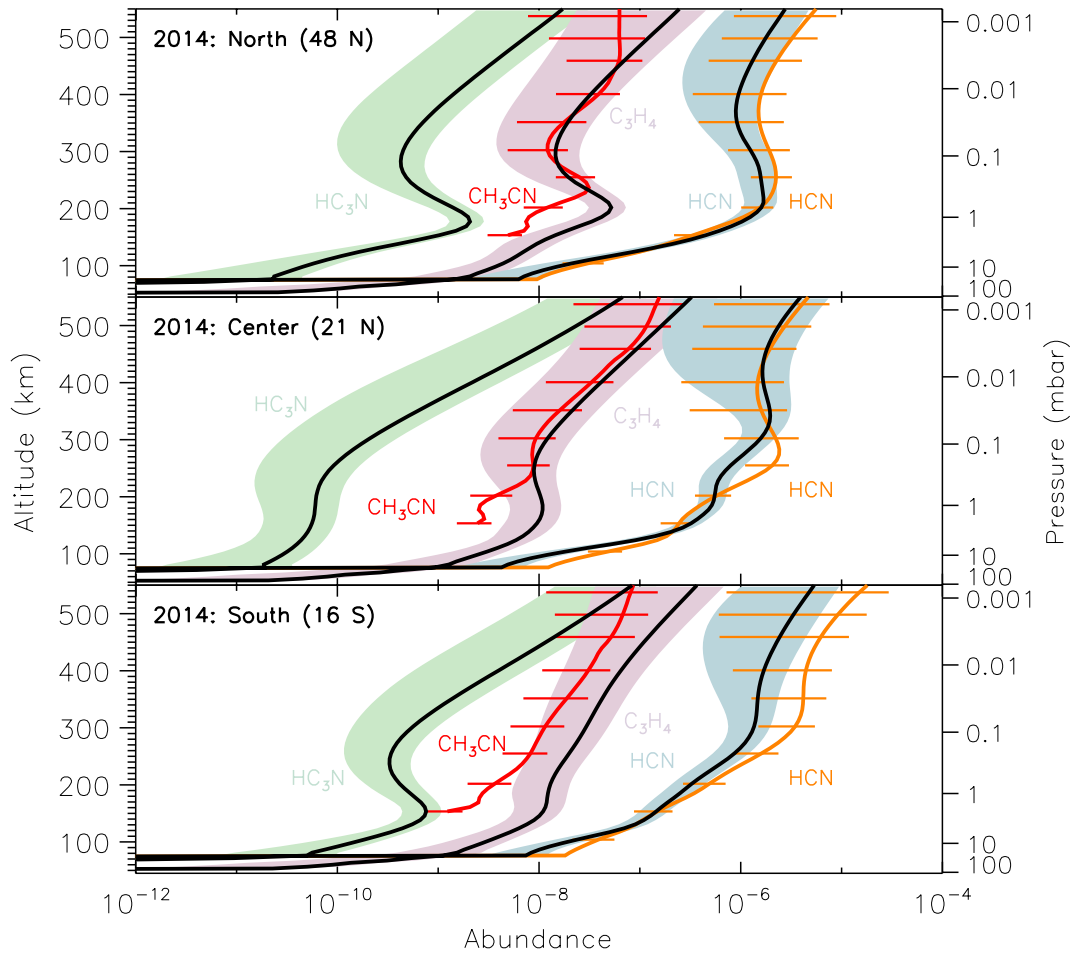 2014: North (48 N)
500
400
300
200
100
0.001
0.01
0.1
1
10
100
C₃H₄
HC₃N
CH₃CN
HCN
HCN
2014: Center (21 N)
500
400
300
200
100
0.001
0.01
0.1
1
10
100
HC₃N
C₃H₄
CH₃CN
HCN
HCN
2014: South (16 S)
500
400
300
200
100
0.001
0.01
0.1
1
10
100
C₃H₄
CH₃CN
HC₃N
HCN
HCN
Altitude (km)
Pressure (mbar)
10⁻¹²
10⁻¹⁰
10⁻⁸
10⁻⁶
10⁻⁴
Abundance